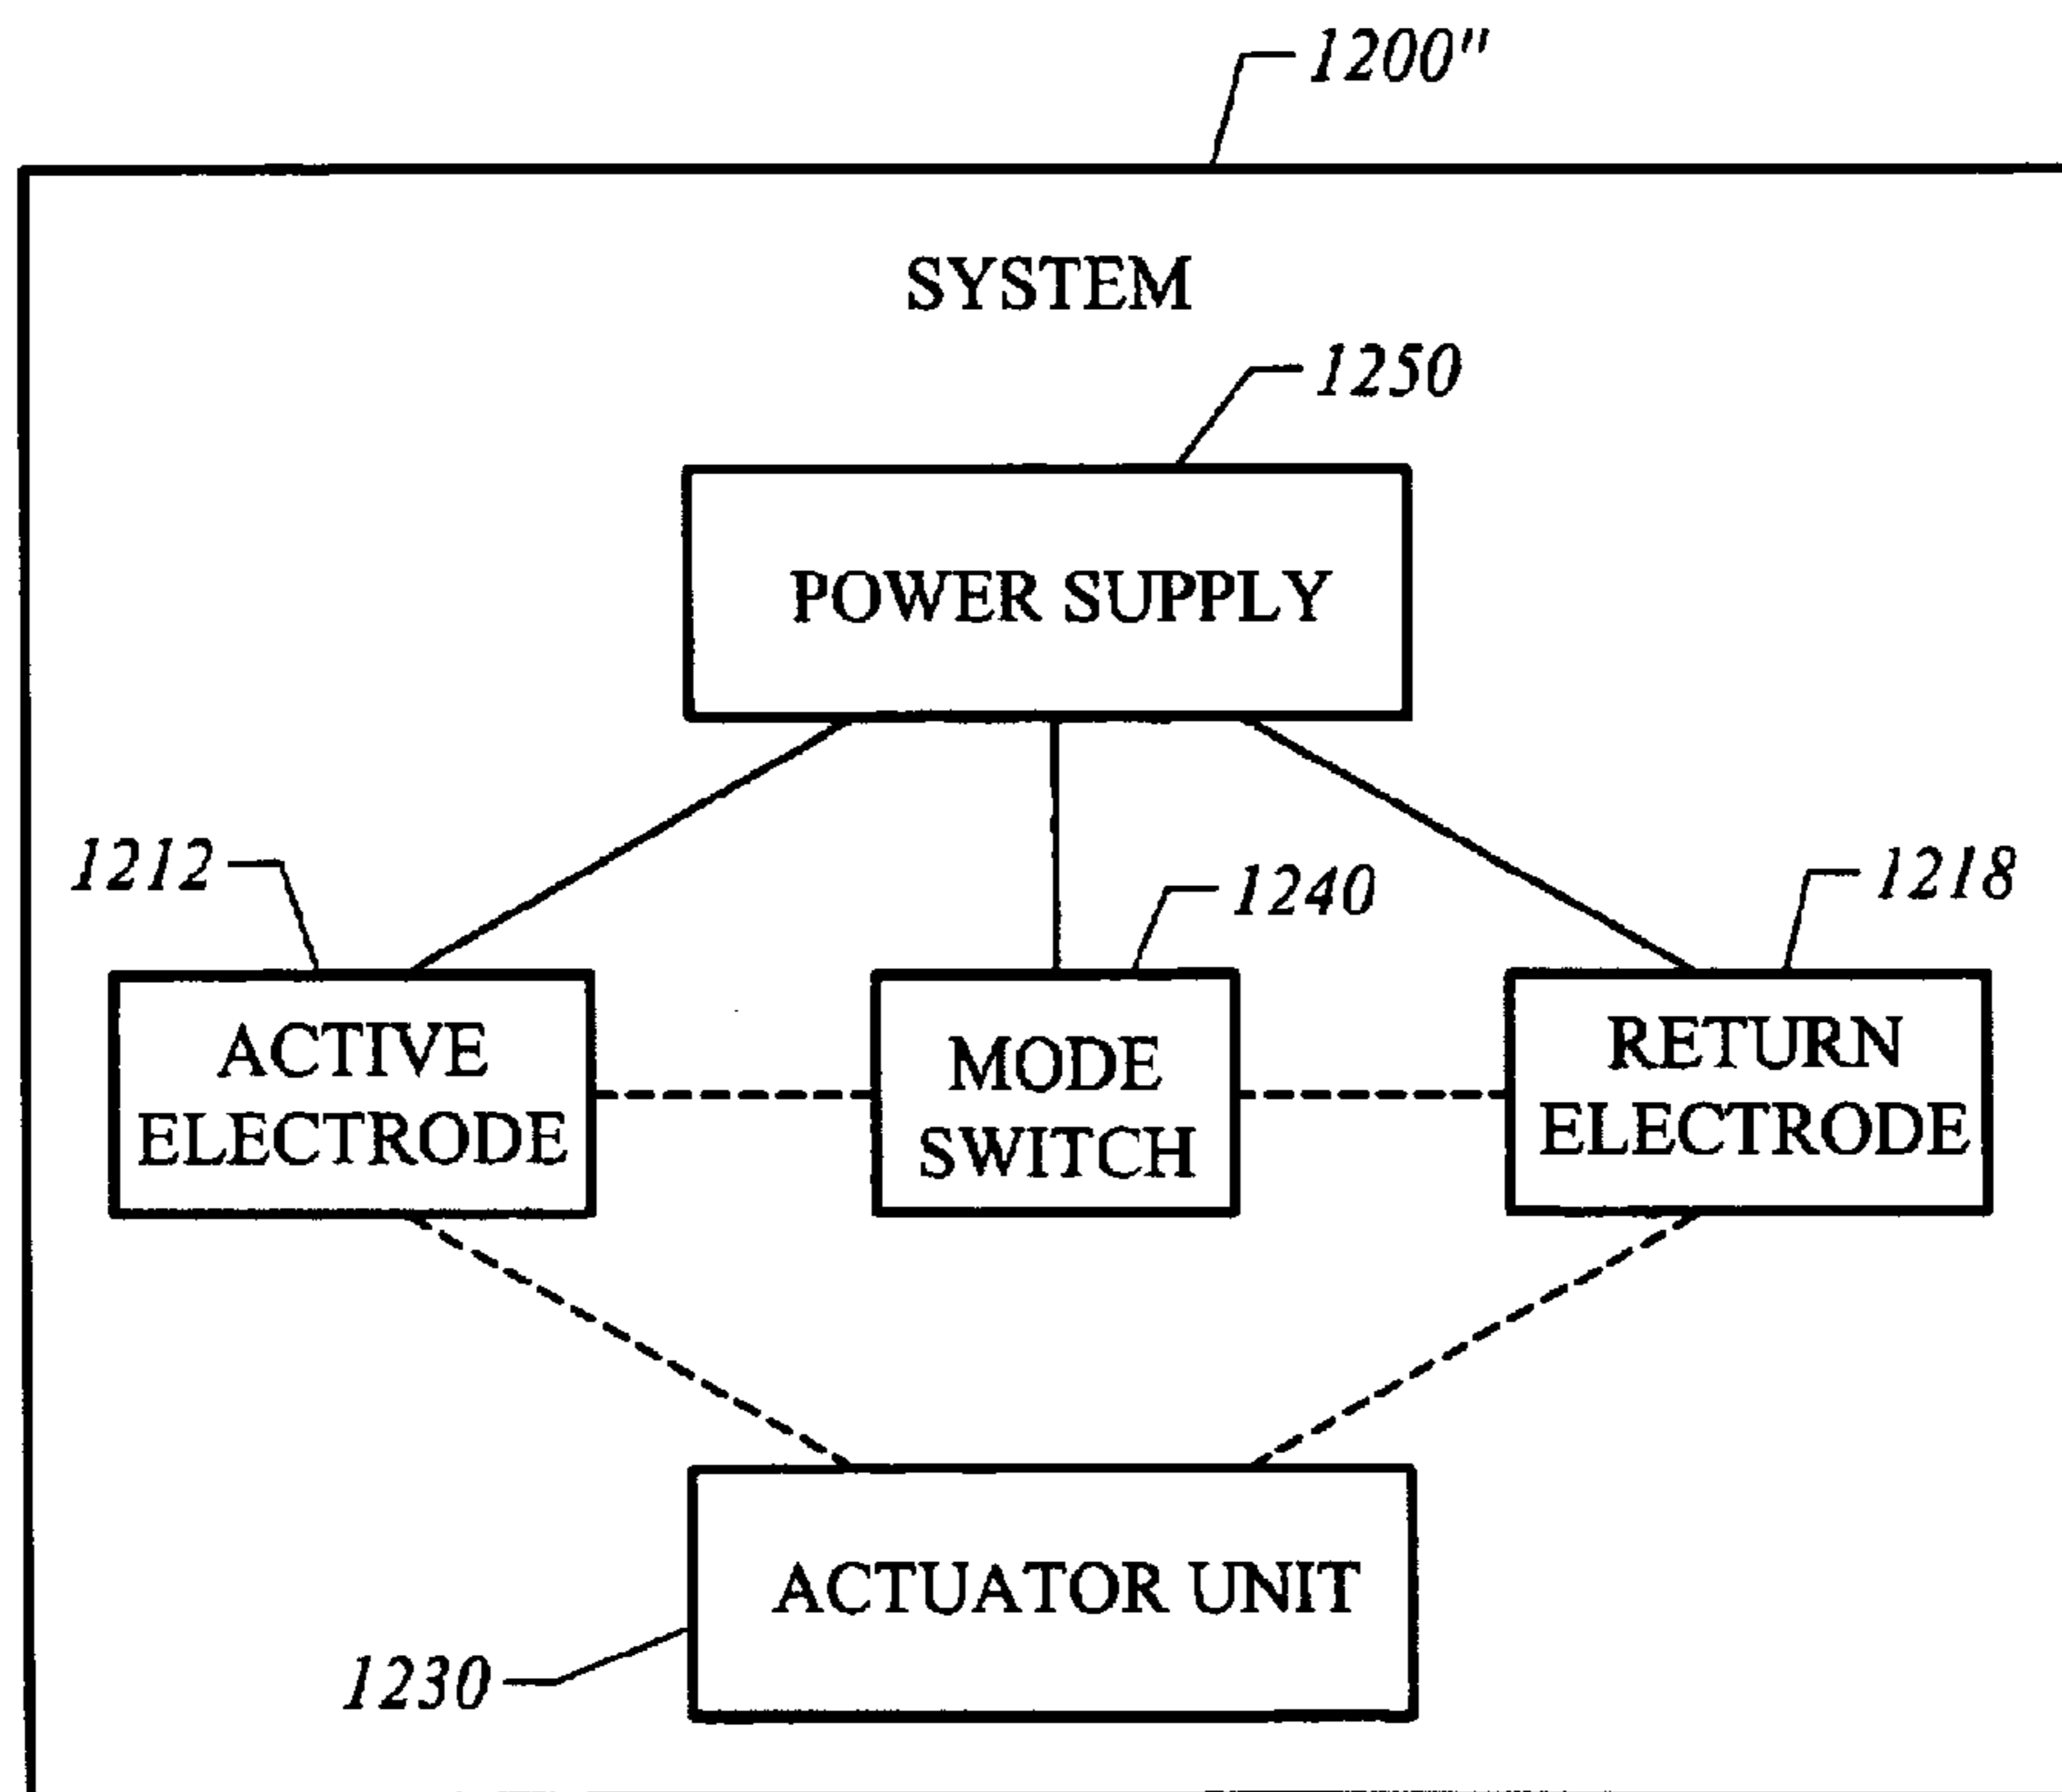 1200"
SYSTEM
1250
POWER SUPPLY
1212
1240
1218
ACTIVE
ELECTRODE
MODE
SWITCH
RETURN
ELECTRODE
ACTUATOR UNIT
1230